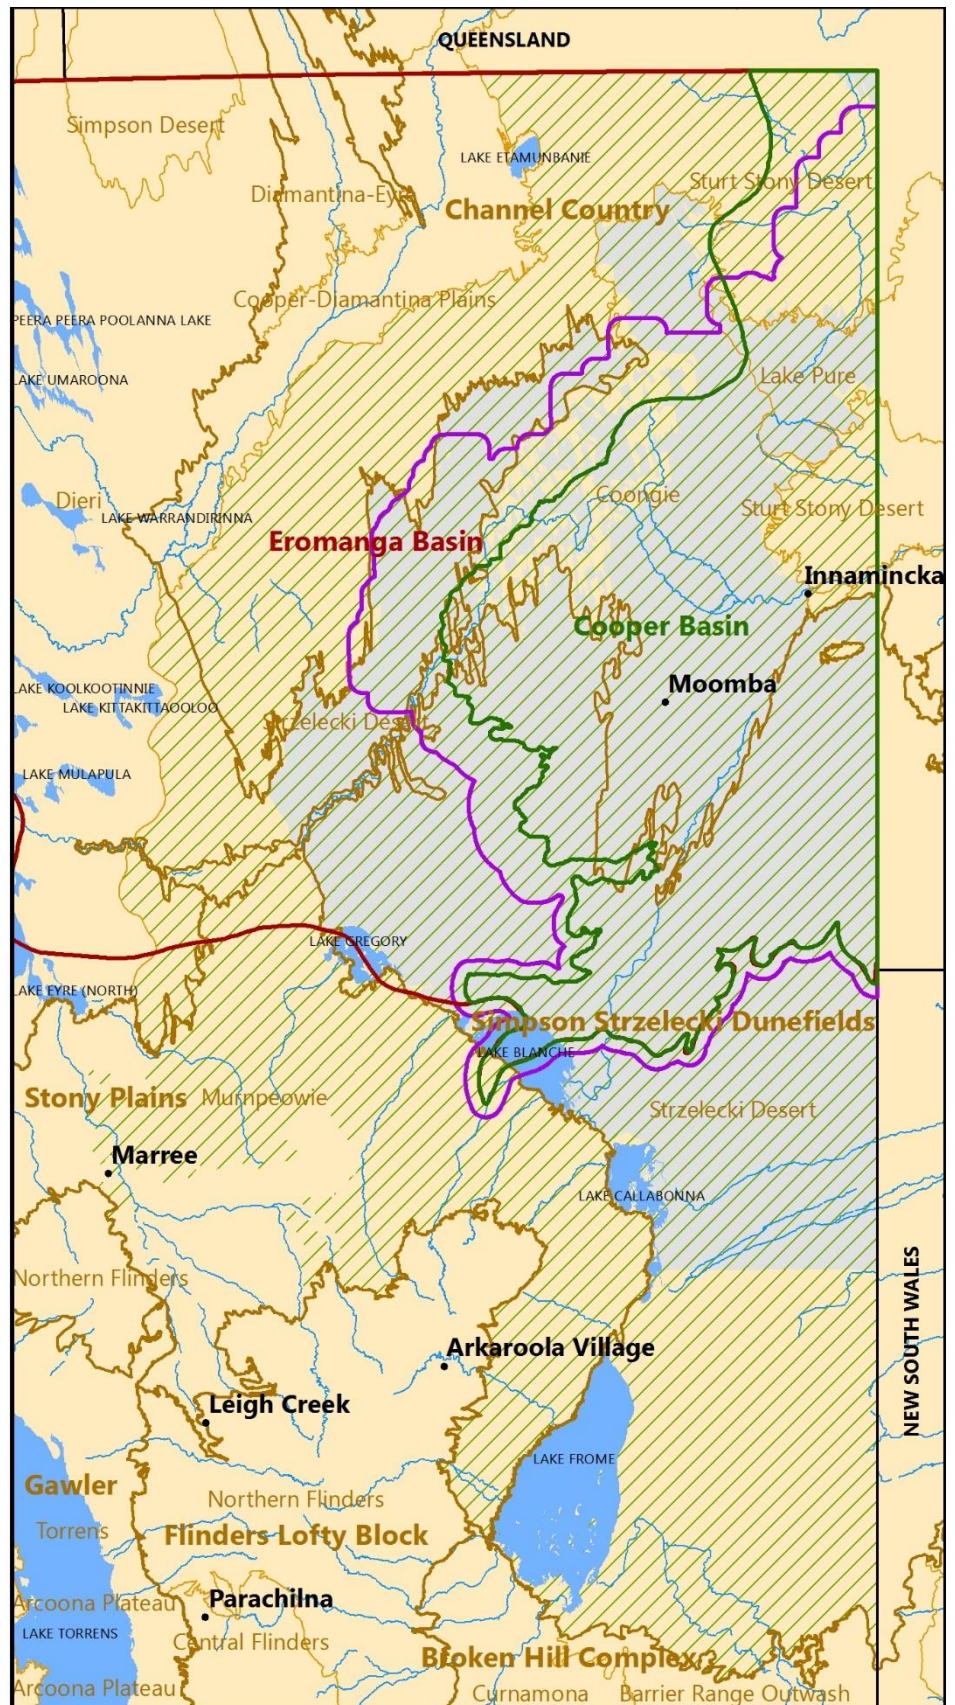 QUEENSLAND
Simpson Desert
LAKE ETAMUNBANIE
Sturt Stony Desert
Diamantina-Eyre
Channel Country
Cooper-Diamantina Plains
PEERA PEERA POOLANNA LAKE
LAKE UMAROONA
Lake Pure
Dieri
Coongie
LAKE WARRANDIRINNA
Sturt Stony Desert
Eromanga Basin
Innamincka
Cooper Basin
Moomba
LAKE KOOLKOOTINNIE
LAKE KITTAKITTAOOLOO
Strzelecki Desert
LAKE MULAPULA
LAKE GREGORY
LAKE EYRE (NORTH)
Simpson Strzelecki Dunefields
LAKE BLANCHE
Stony Plains
Murnpeowie
Strzelecki Desert
Marree
LAKE CALLABONNA
Northern Flinders
NEW SOUTH WALES
Arkaroola Village
Leigh Creek
LAKE FROME
Gawler
Northern Flinders
Torrens
Flinders Lofty Block
Arcoona Plateau
Parachilna
LAKE TORRENS
Central Flinders
Broken Hill Complex
Arcoona Plateau
Curnamona
Barrier Range Outwash